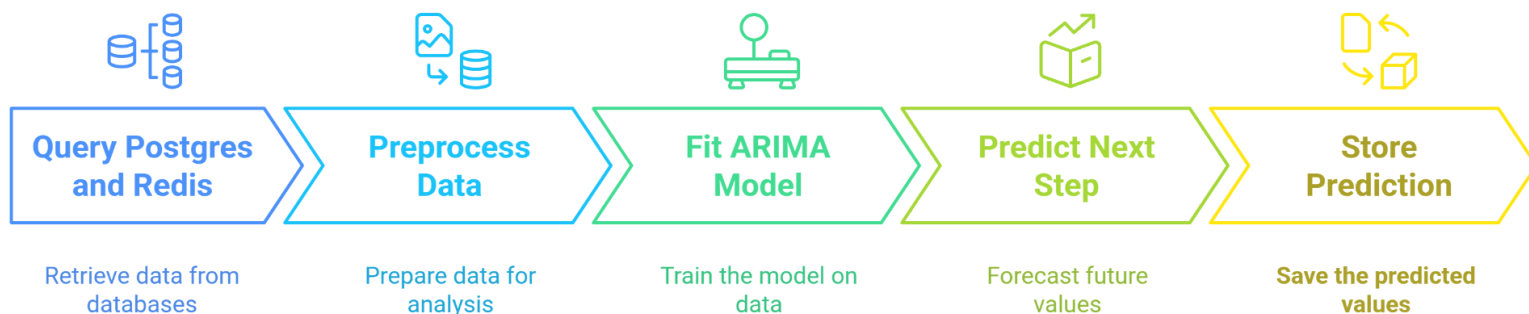 Query Postgres
and Redis
Preprocess
Data
Fit ARIMA
Model
Predict Next
Step
Store
Prediction
Retrieve data from
databases
Prepare data for
analysis
Train the model on
data
Forecast future
values
Save the predicted
values